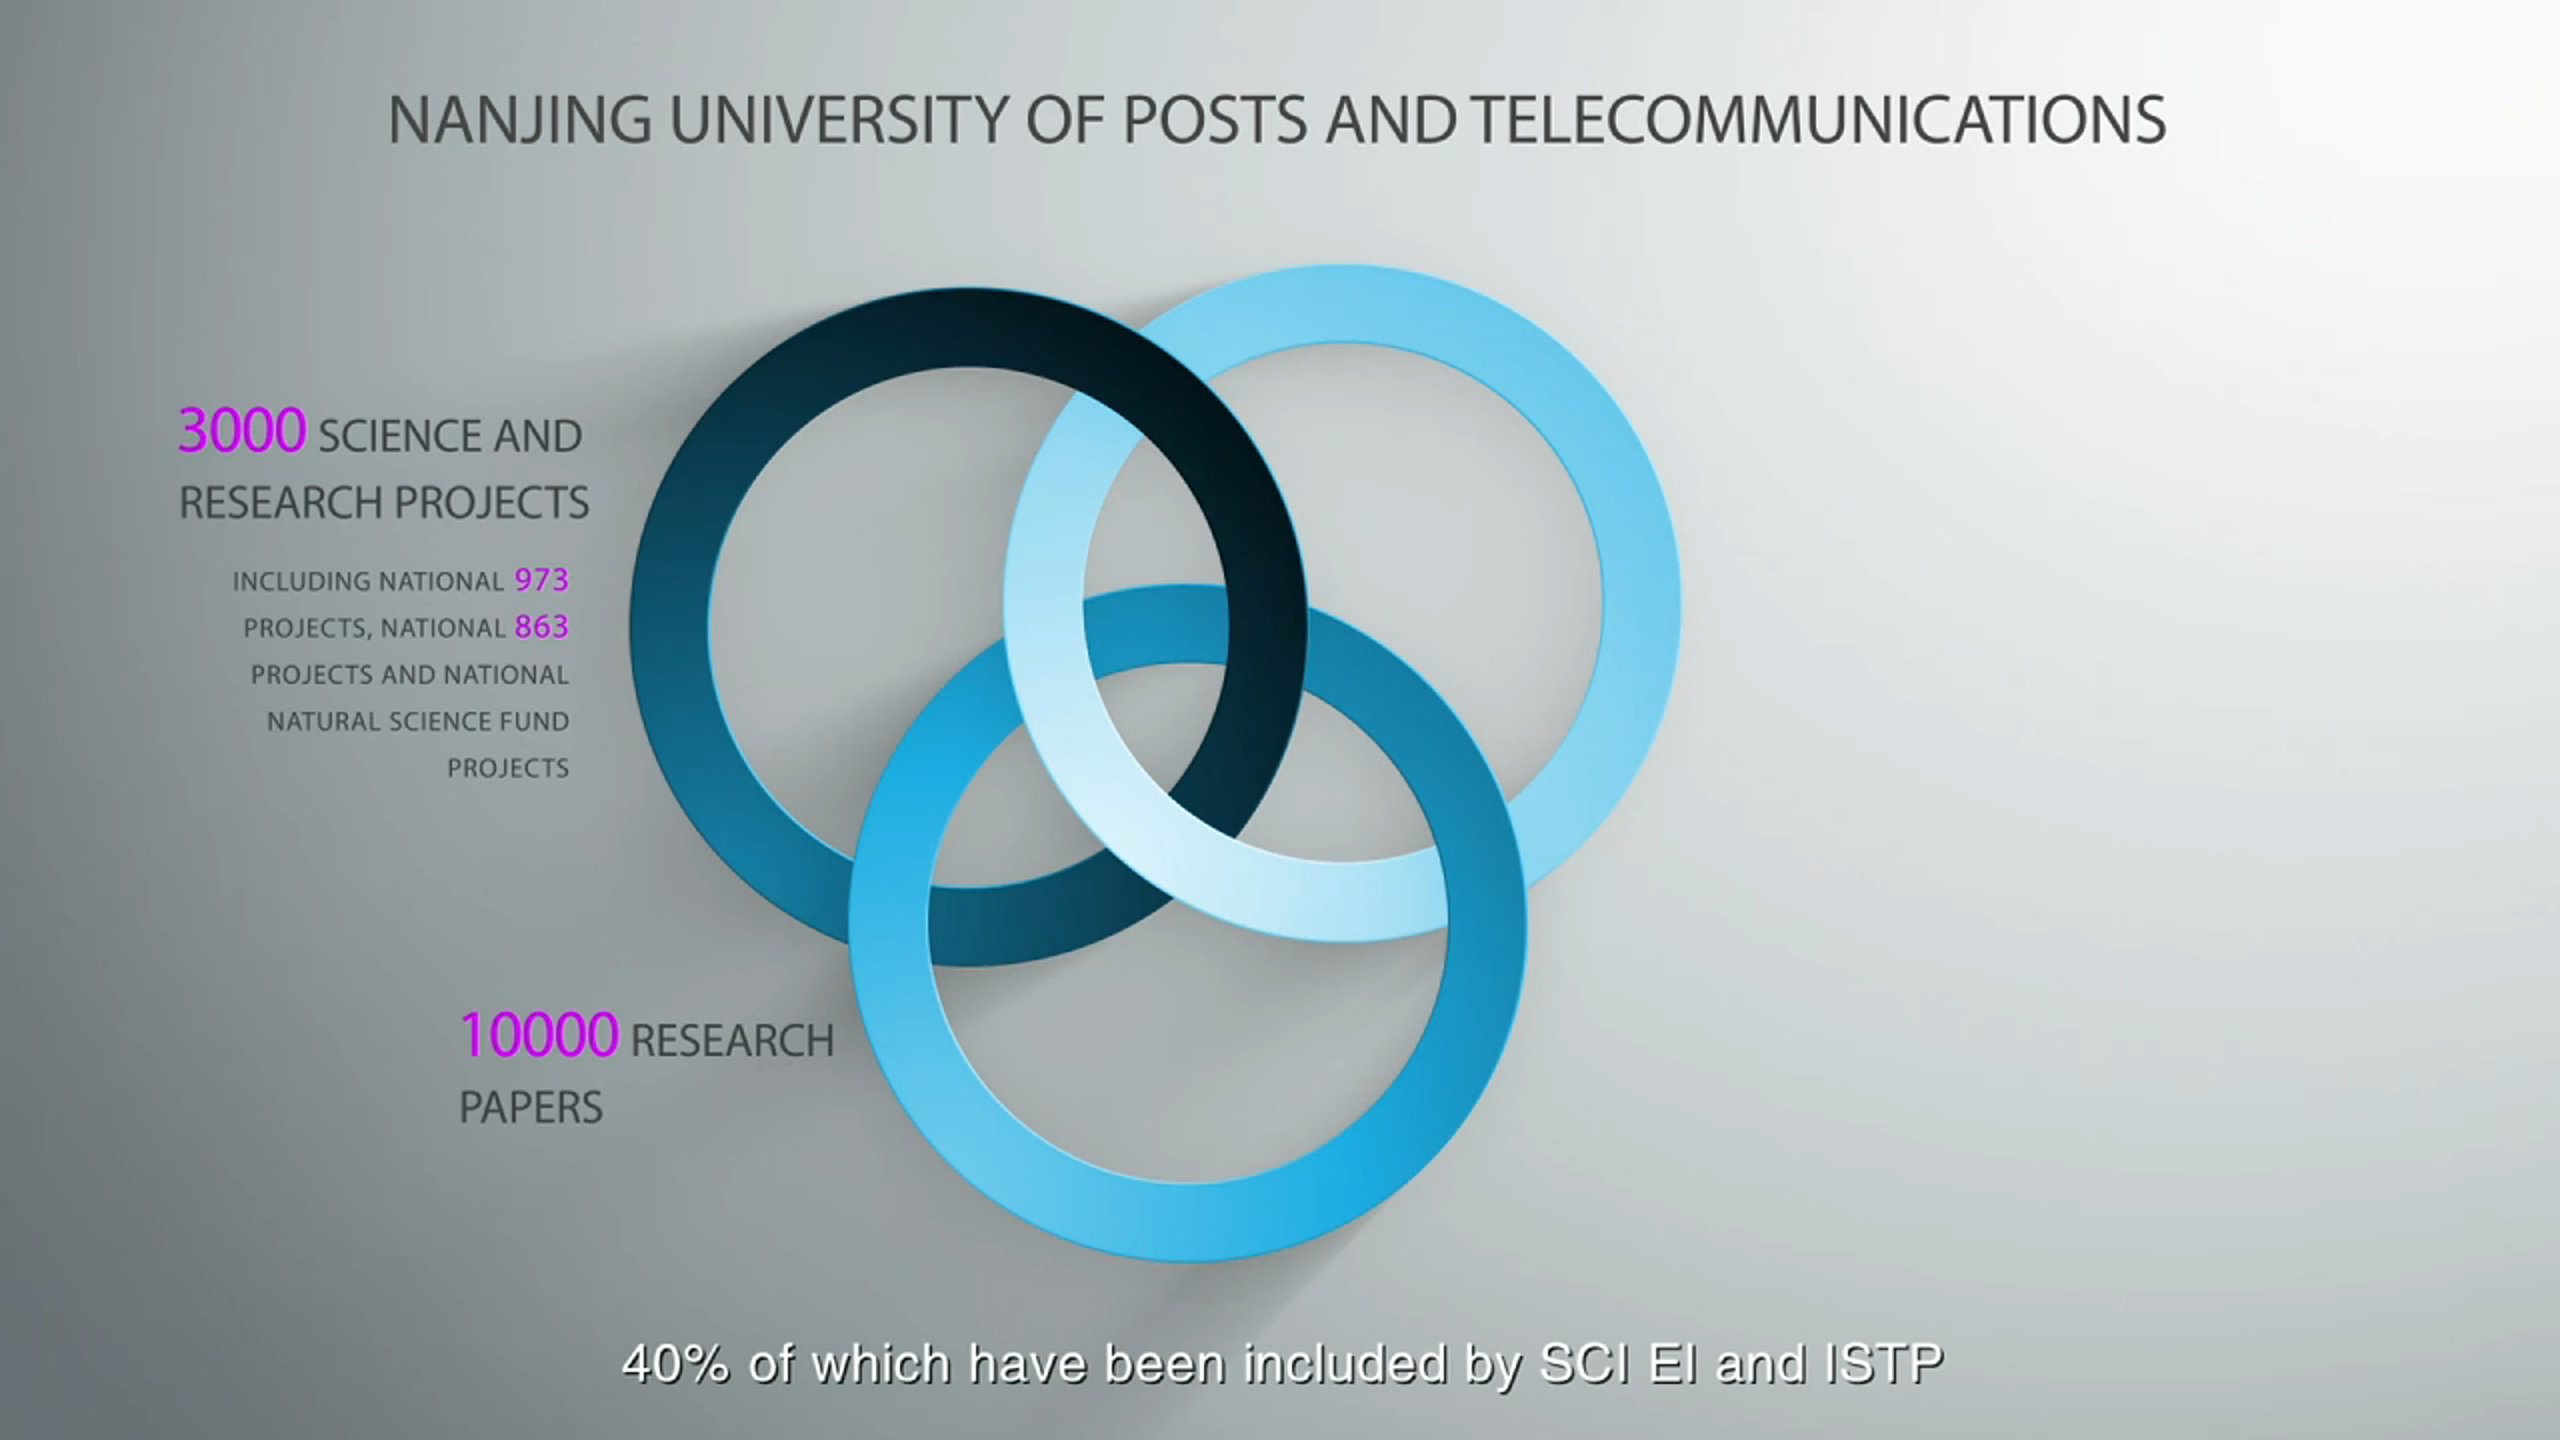 NANJING UNIVERSITY OF POSTS AND TELECOMMUNICATIONS
3000 SCIENCE AND
RESEARCH PROJECTS
INCLUDING NATIONAL 973
PROJECTS, NATIONAL 863
PROJECTS AND NATIONAL
NATURAL SCIENCE FUND
PROJECTS
10000 RESEARCH
PAPERS
40% of which have been included by SCI EI and ISTP